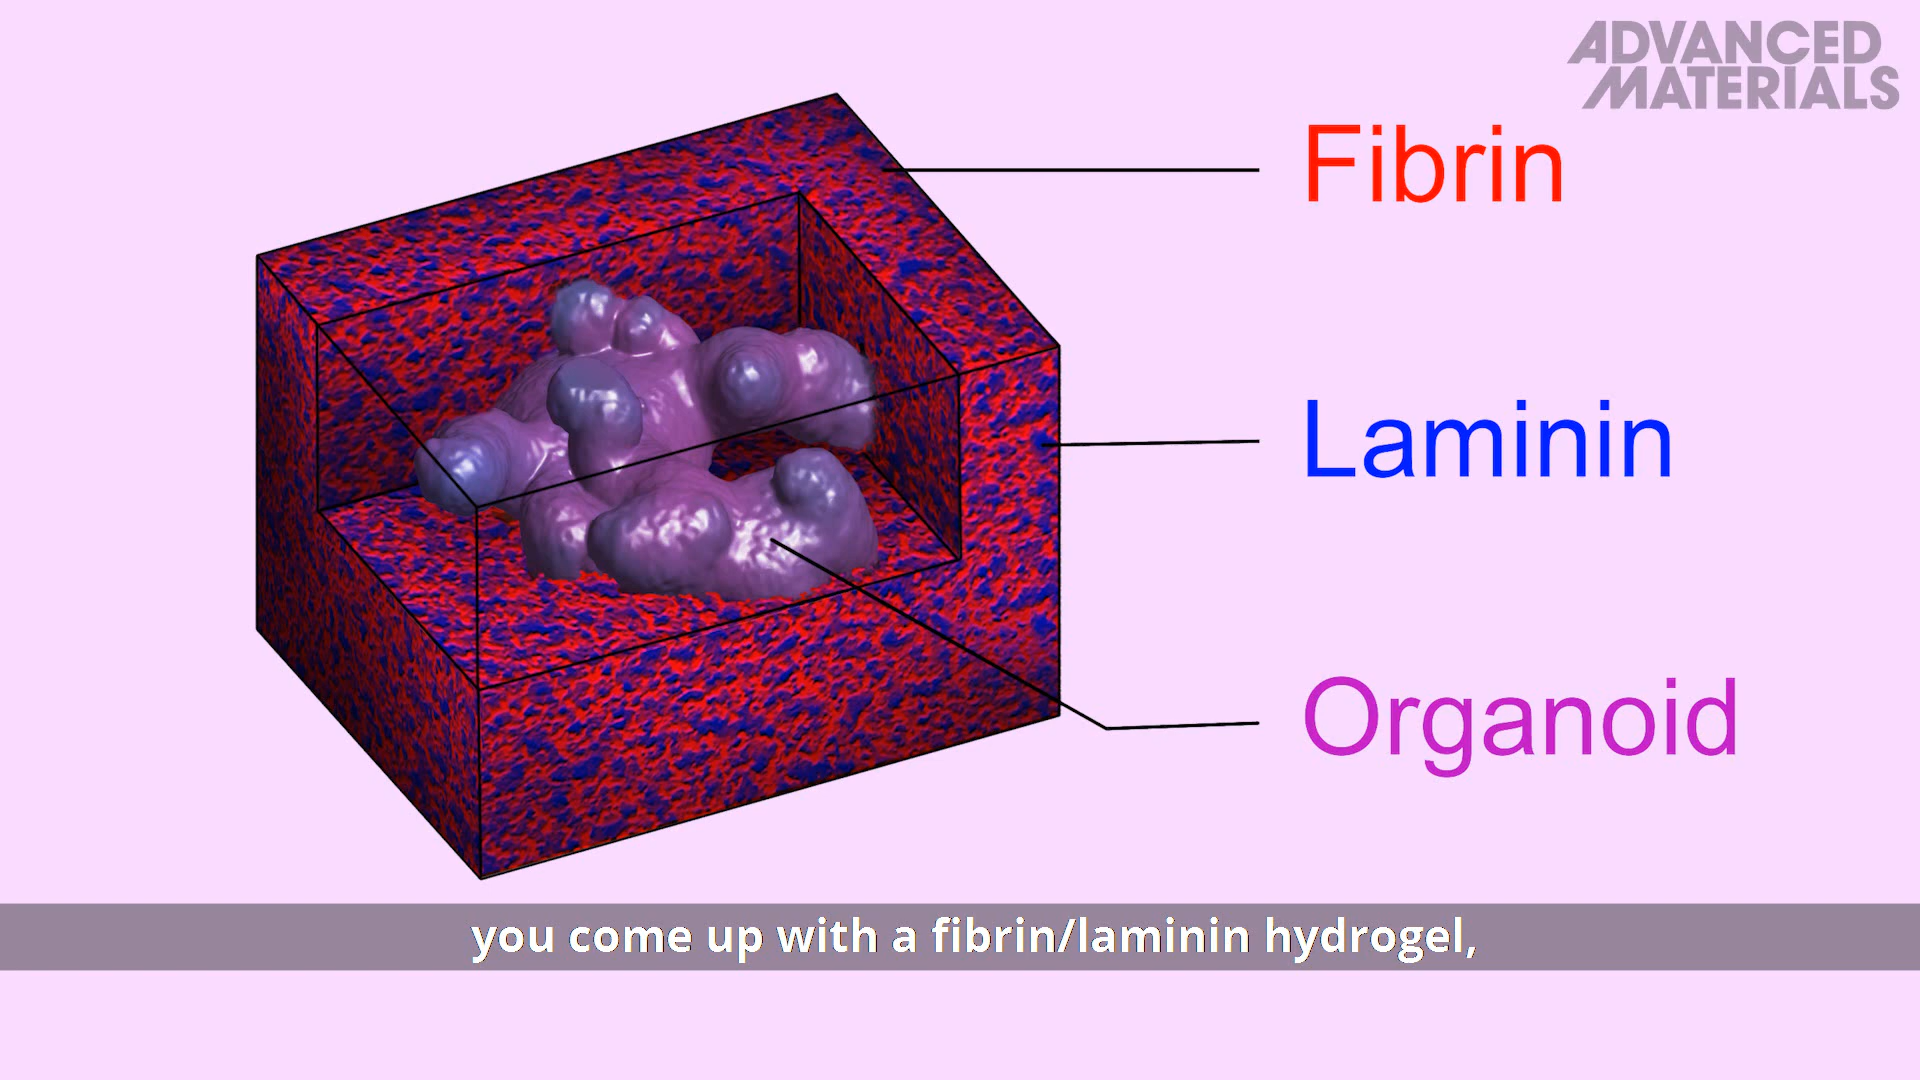 ADVANCED
MATERIALS
Fibrin
Laminin
Organoid
you come up with a fibrin/laminin hydrogel,